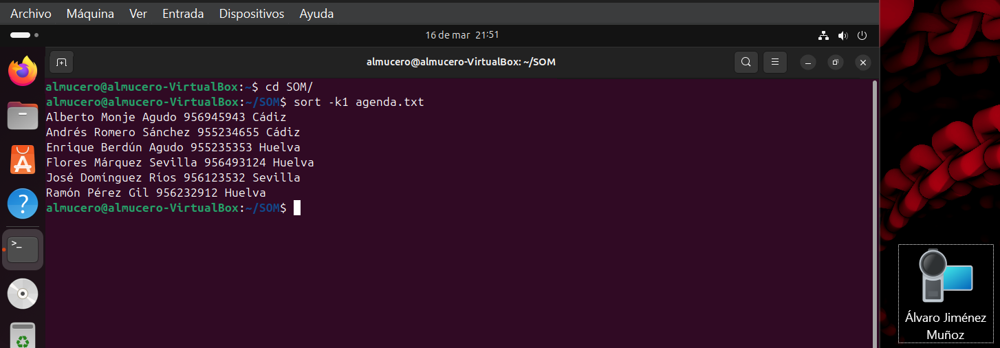 Archivo Máquina Ver Entrada Dispositivos Ayuda
16 de mar 21:51
almucero@almucero-VirtualBox: ~/SOM
almucero@almucero-VirtualBox:~$ cd SOM/
almucero@almucero-VirtualBox:~/SOM$ sort -k1 agenda.txt
Alberto Monje Agudo 956945943 Cádiz
Andrés Romero Sánchez 955234655 Cádiz
Enrique Berdún Agudo 955235353 Huelva
Flores Márquez Sevilla 956493124 Huelva
José Domínguez Ríos 956123532 Sevilla
Ramón Pérez Gil 956232912 Huelva
almucero@almucero-VirtualBox:~/SOM$
Álvaro Jiménez
Muñoz